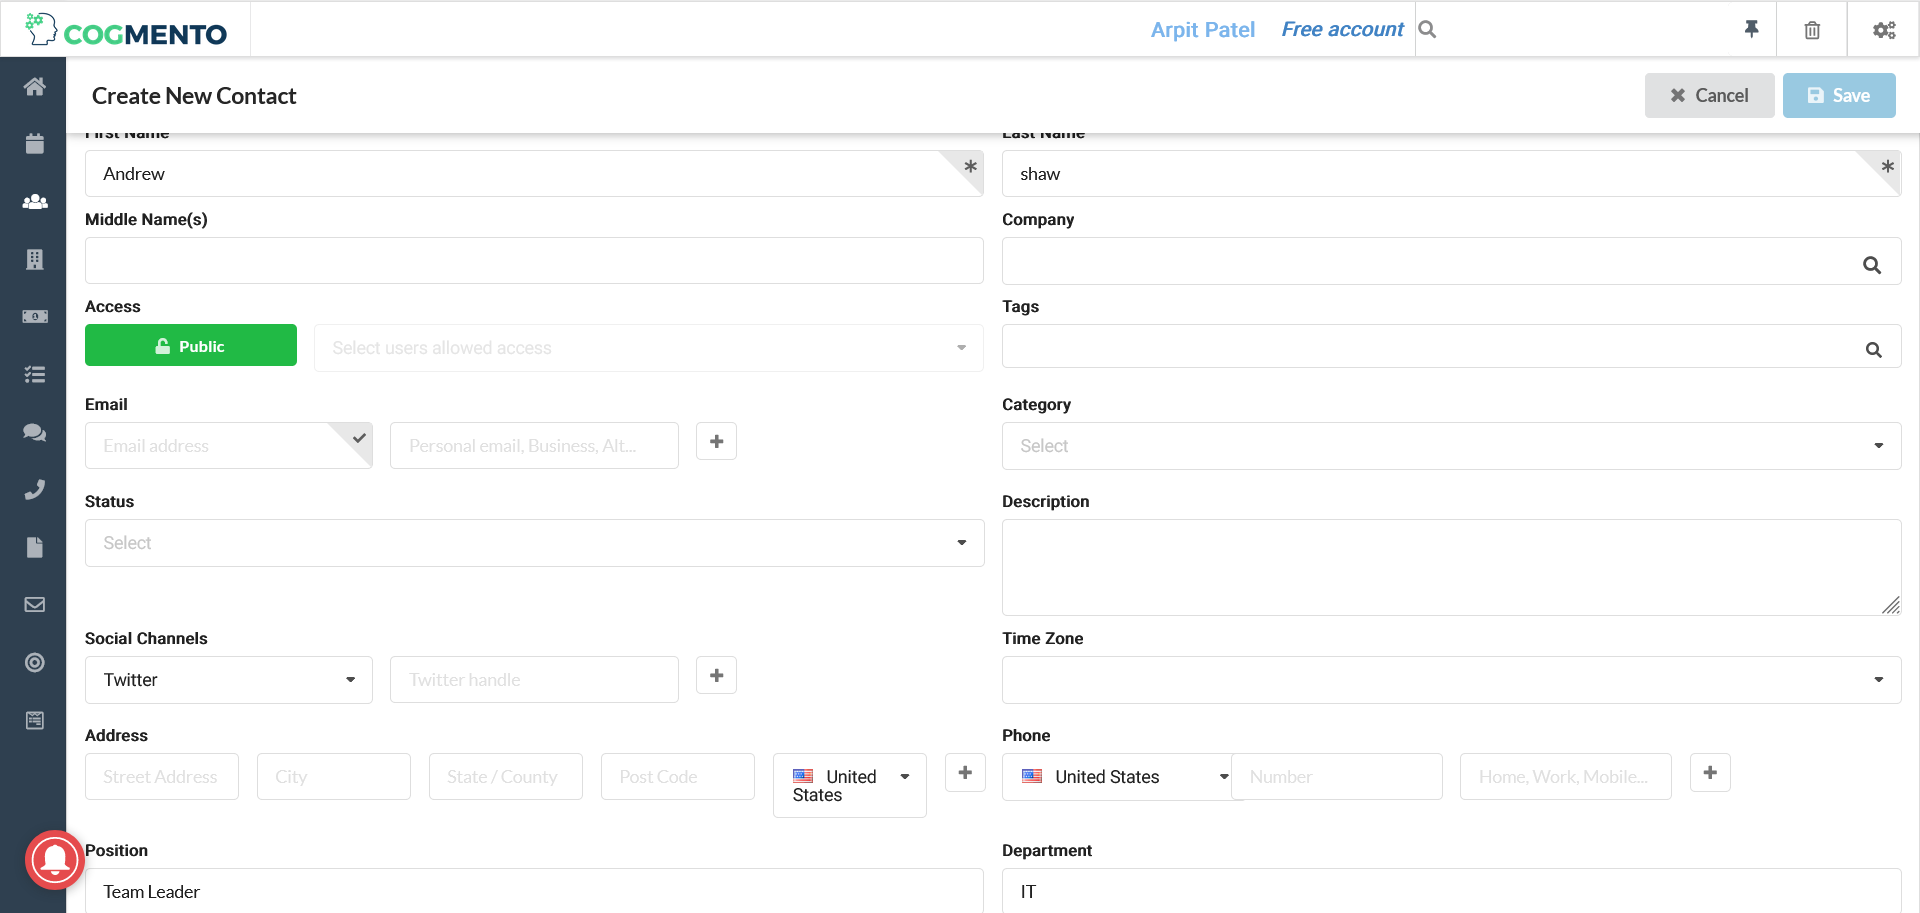 COGMENTO
Arpit Patel Free account
Create New Contact
Cancel Save
First Name Last Name
Andrew * shaw *
Middle Name(s) Company
Access Tags
Public Select users allowed access
Email Category
Email address Personal email, Business, Alt... Select
Status Description
Select
Social Channels Time Zone
Twitter Twitter handle
Address Phone
Street Address City State / County Post Code United States United States Number Home, Work, Mobile...
Position Department
Team Leader IT